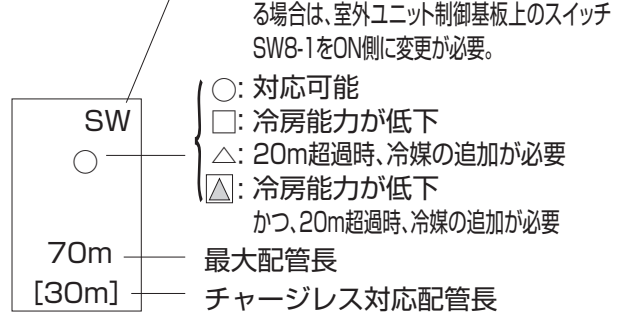 る場合は、室外ユニット制御基板上のスイッチ
SW8-1をON側に変更が必要。
SW
○: 対応可能
□: 冷房能力が低下
△: 20m超過時、冷媒の追加が必要
: 冷房能力が低下
かつ、20m超過時、冷媒の追加が必要
○
70m
最大配管長
[30m]
チャージレス対応配管長